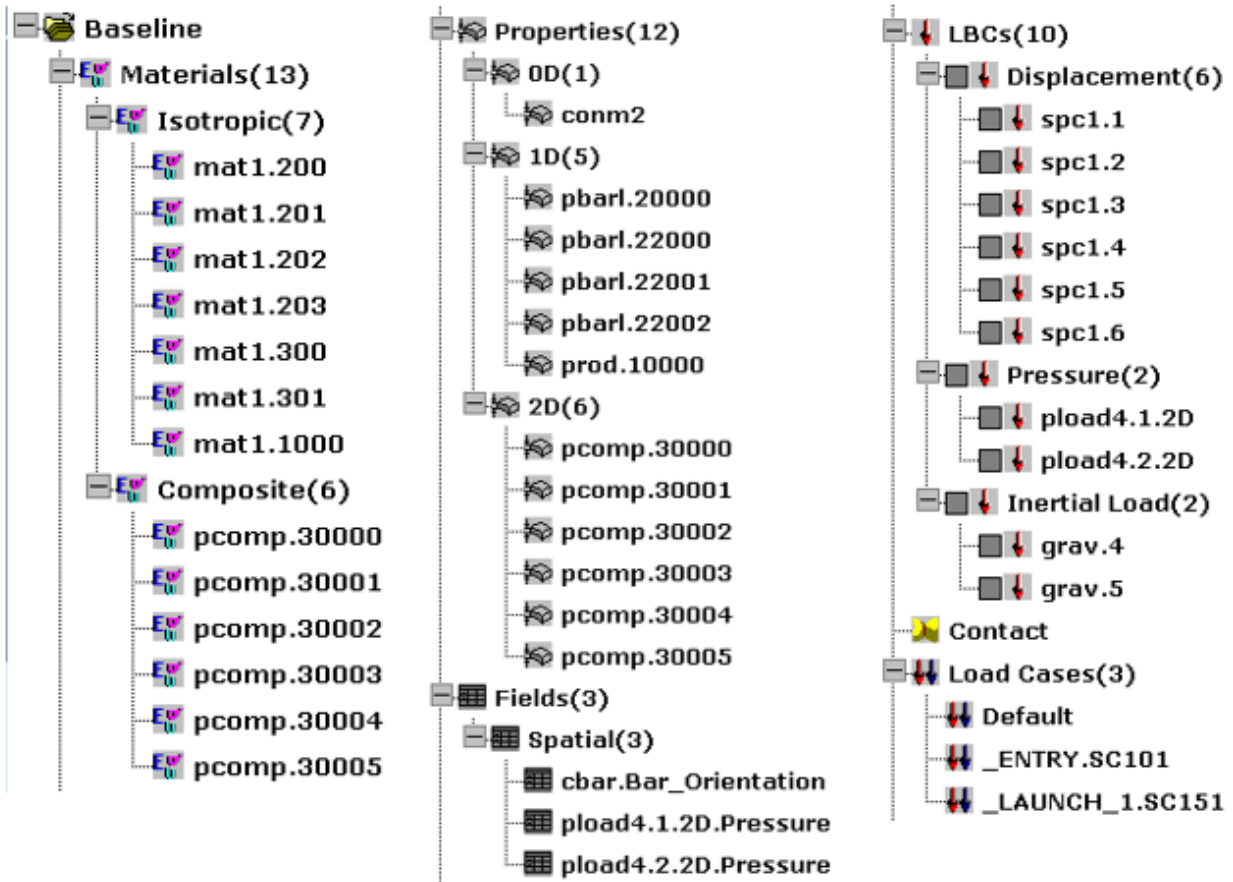 Baseline
Materials(13)
Isotropic(7)
mat1.200
mat1.201
mat1.202
mat1.203
mat1.300
mat1.301
mat1.1000
Composite(6)
pcomp.30000
pcomp.30001
pcomp.30002
pcomp.30003
pcomp.30004
pcomp.30005
Properties(12)
0D(1)
conm2
1D(5)
pbarl.20000
pbarl.22000
pbarl.22001
pbarl.22002
prod.10000
2D(6)
pcomp.30000
pcomp.30001
pcomp.30002
pcomp.30003
pcomp.30004
pcomp.30005
Fields(3)
Spatial(3)
cbar.Bar_Orientation
pload4.1.2D.Pressure
pload4.2.2D.Pressure
LBCs(10)
Displacement(6)
spc1.1
spc1.2
spc1.3
spc1.4
spc1.5
spc1.6
Pressure(2)
pload4.1.2D
pload4.2.2D
Inertial Load(2)
grav.4
grav.5
Contact
Load Cases(3)
Default
_ENTRY.SC101
_LAUNCH_1.SC151